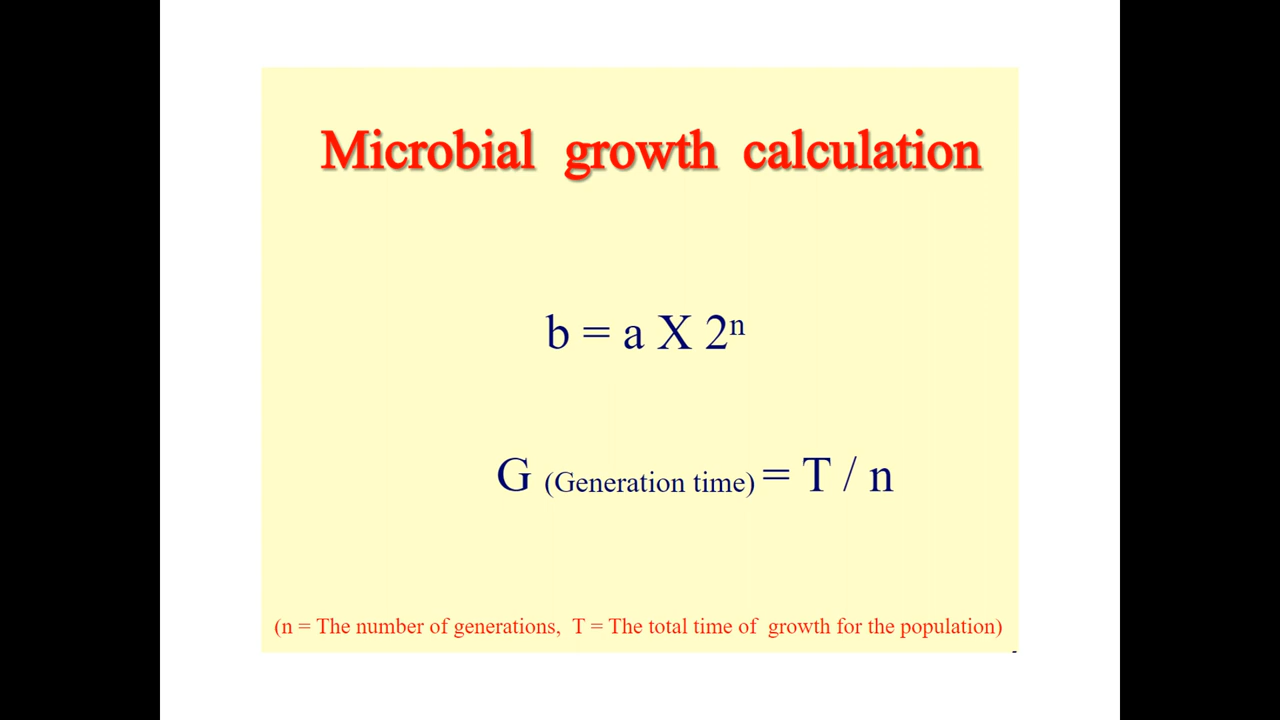 Microbial growth calculation
b = a X 2ⁿ
G (Generation time) = T / n
(n = The number of generations, T = The total time of growth for the population)